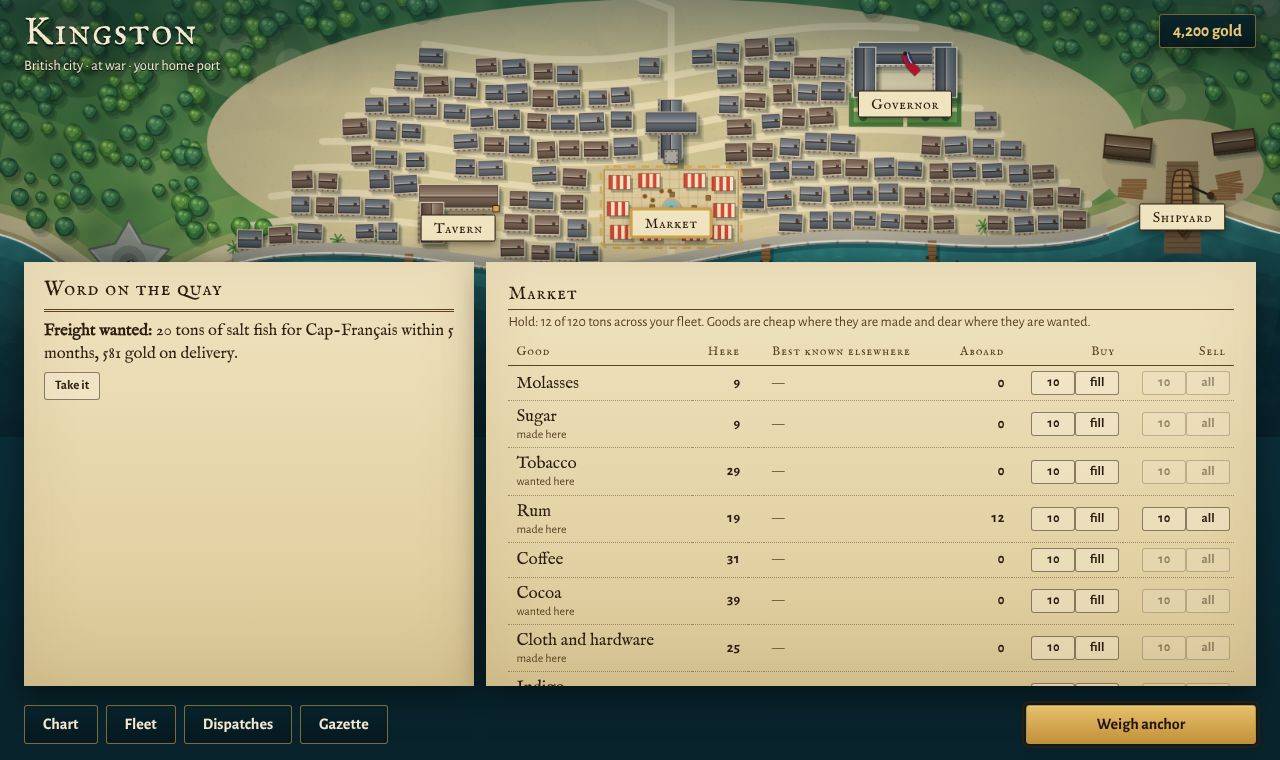 Kingston
British city · at war · your home port
4,200 gold
Governor
Tavern
Market
Shipyard
Word on the quay
Freight wanted: 20 tons of salt fish for Cap-Français within 5
months, 581 gold on delivery.
Take it
Market
Hold: 12 of 120 tons across your fleet. Goods are cheap where they are made and dear where they are wanted.
Good Here Best known elsewhere Aboard Buy Sell
Molasses 9 — 0 10 fill 10 all
Sugar 9 — 0 10 fill 10 all
made here
Tobacco 29 — 0 10 fill 10 all
wanted here
Rum 19 — 12 10 fill 10 all
made here
Coffee 31 — 0 10 fill 10 all
Cocoa 39 — 0 10 fill 10 all
wanted here
Cloth and hardware 25 — 0 10 fill 10 all
made here
Indigo
Chart Fleet Dispatches Gazette Weigh anchor